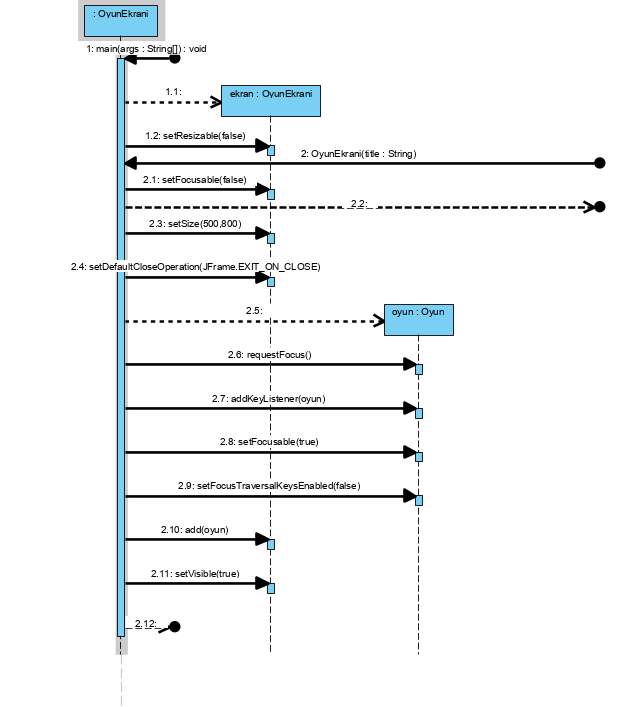 : OyunEkrani
1: main(args : String[]) : void
1.1:
ekran : OyunEkrani
1.2: setResizable(false)
2: OyunEkrani(title : String)
2.1: setFocusable(false)
2.2:
2.3: setSize(500,800)
2.4: setDefaultCloseOperation(JFrame.EXIT_ON_CLOSE)
2.5:
oyun : Oyun
2.6: requestFocus()
2.7: addKeyListener(oyun)
2.8: setFocusable(true)
2.9: setFocusTraversalKeysEnabled(false)
2.10: add(oyun)
2.11: setVisible(true)
2.12: